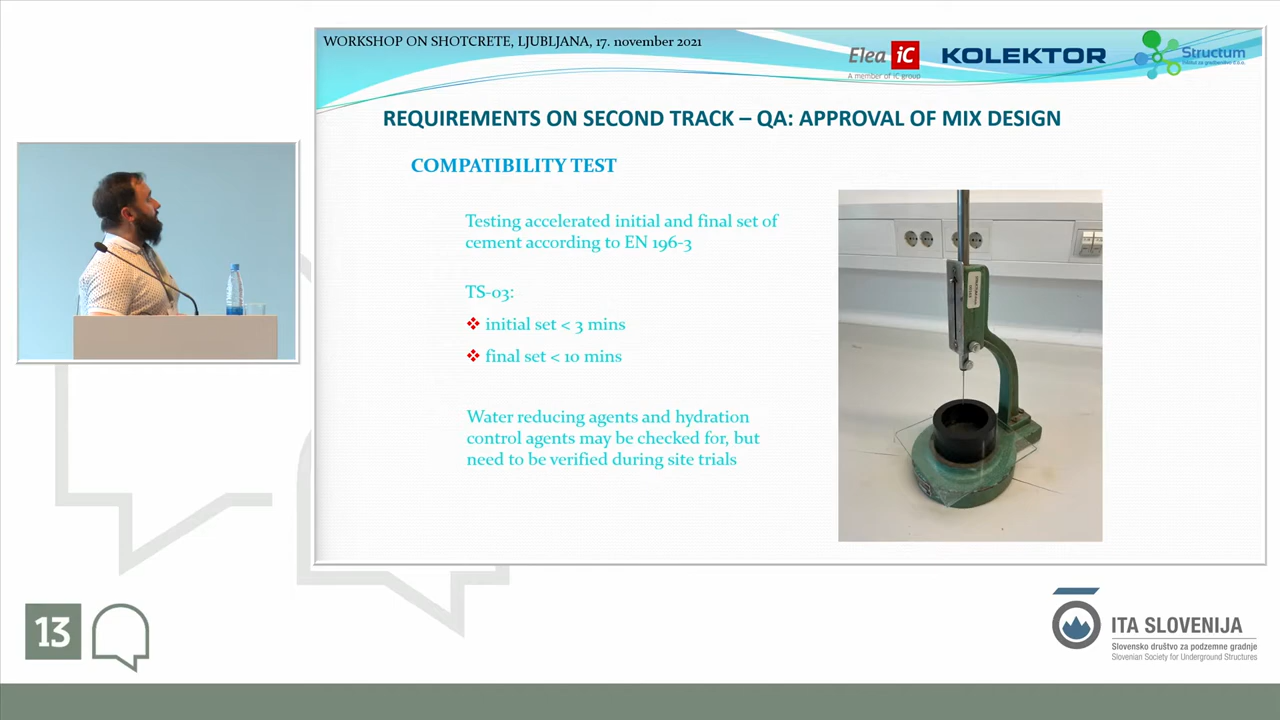 WORKSHOP ON SHOTCRETE, LJUBLJANA, 17. november 2021
Elea iC
A member of iC group
KOLEKTOR
Structum
REQUIREMENTS ON SECOND TRACK – QA: APPROVAL OF MIX DESIGN
COMPATIBILITY TEST
Testing accelerated initial and final set of
cement according to EN 196-3
TS-03:
initial set < 3 mins
final set < 10 mins
Water reducing agents and hydration
control agents may be checked for, but
need to be verified during site trials
13
ITA SLOVENIJA
Slovensko društvo za podzemne gradnje
Slovenian Society for Underground Structures